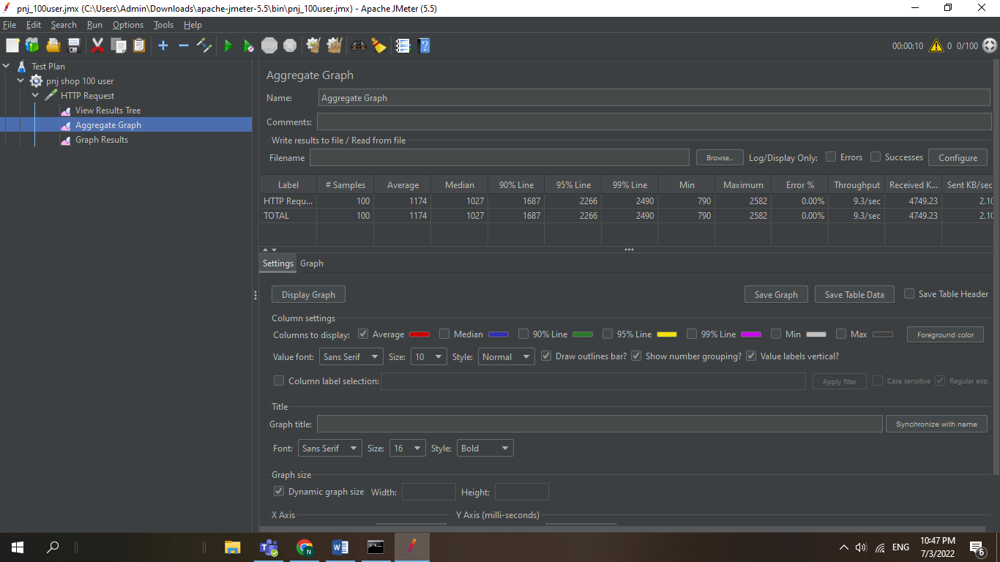 pnj_100user.jmx (C:\Users\Admin\Downloads\apache-jmeter-5.5\bin\pnj_100user.jmx) - Apache JMeter (5.5)
File Edit Search Run Options Tools Help
STOP 00:00:10 0 0/100
Test Plan
pnj shop 100 user
HTTP Request
View Results Tree
Aggregate Graph
Graph Results
Aggregate Graph
Name: Aggregate Graph
Comments:
Write results to file / Read from file
Filename Browse... Log/Display Only: Errors Successes Configure
Label # Samples Average Median 90% Line 95% Line 99% Line Min Maximum Error % Throughput Received K... Sent KB/sec
HTTP Requ... 100 1174 1027 1687 2266 2490 790 2582 0.00% 9.3/sec 4749.23 2.10
TOTAL 100 1174 1027 1687 2266 2490 790 2582 0.00% 9.3/sec 4749.23 2.10
Settings Graph
Display Graph Save Graph Save Table Data Save Table Header
Column settings
Columns to display: Average Median 90% Line 95% Line 99% Line Min Max Foreground color
Value font: Sans Serif Size: 10 Style: Normal Draw outlines bar? Show number grouping? Value labels vertical?
Column label selection: Apply filter Case sensitive Regular exp.
Title
Graph title: Synchronize with name
Font: Sans Serif Size: 16 Style: Bold
Graph size
Dynamic graph size Width: Height:
X Axis Y Axis (milli-seconds)
ENG
10:47 PM
7/3/2022
6